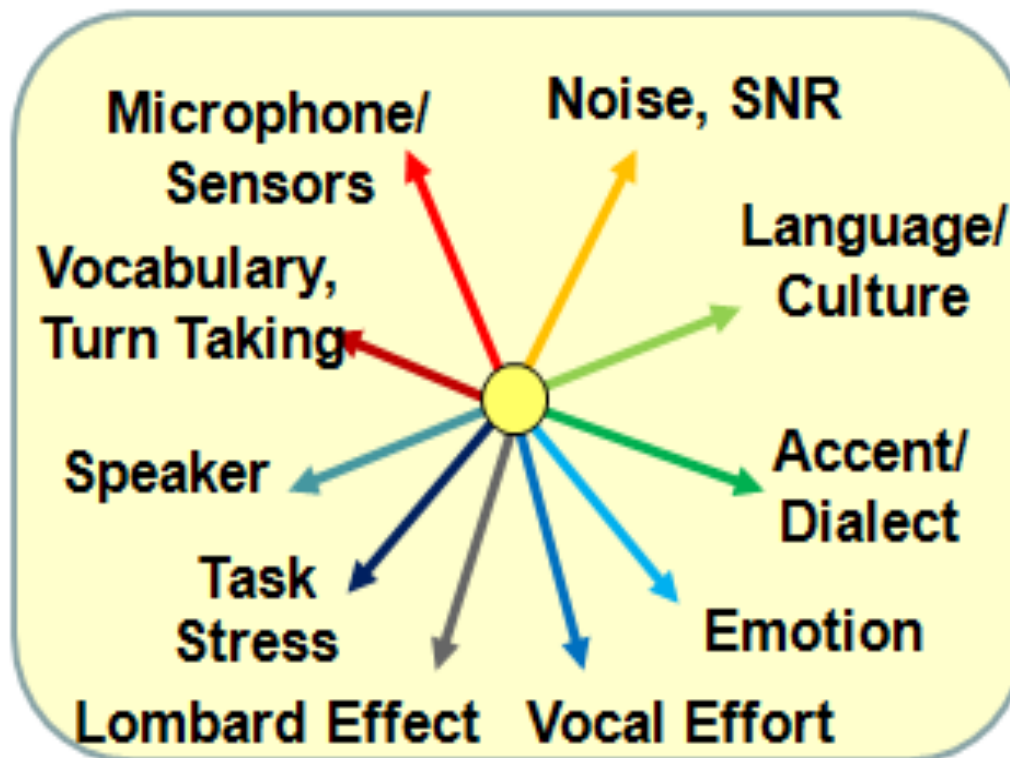 Microphone/
Sensors
Noise, SNR
Vocabulary,
Turn Taking
Language/
Culture
Speaker
Accent/
Dialect
Task
Stress
Emotion
Lombard Effect
Vocal Effort